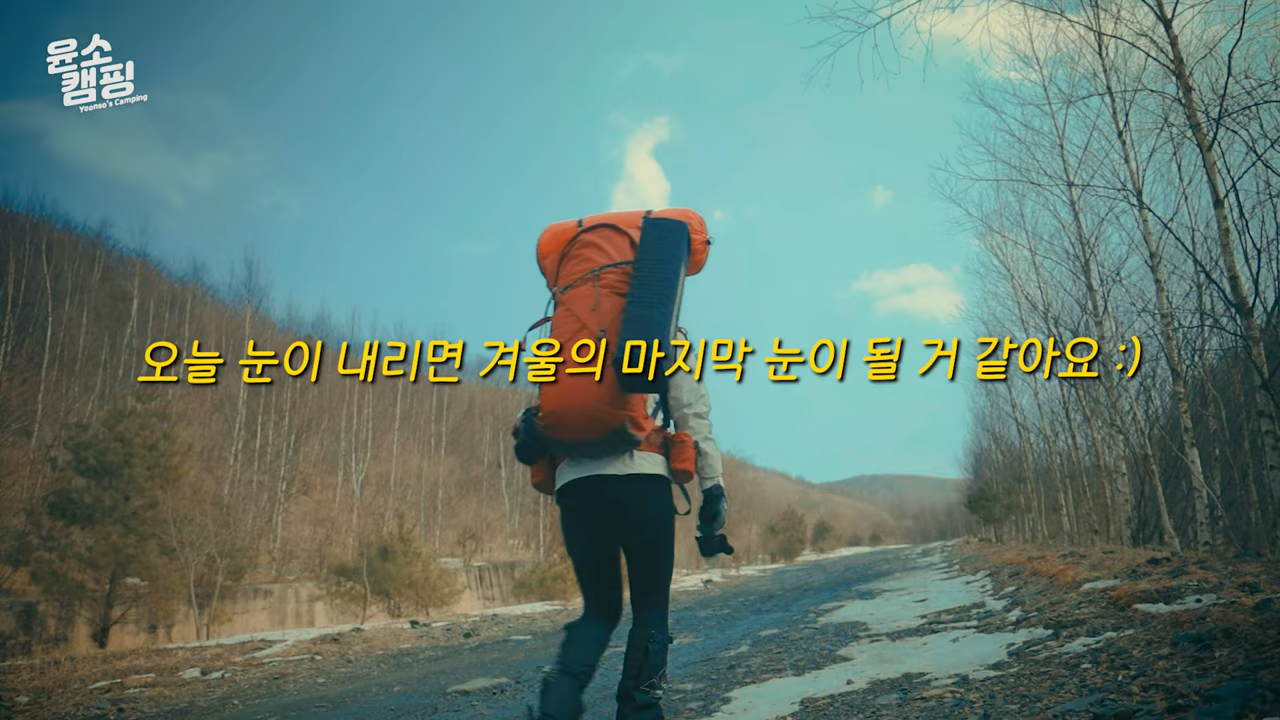 윤소
캠핑
Yoonso's Camping
오늘 눈이 내리면 겨울의 마지막 눈이 될 거 같아요 :)